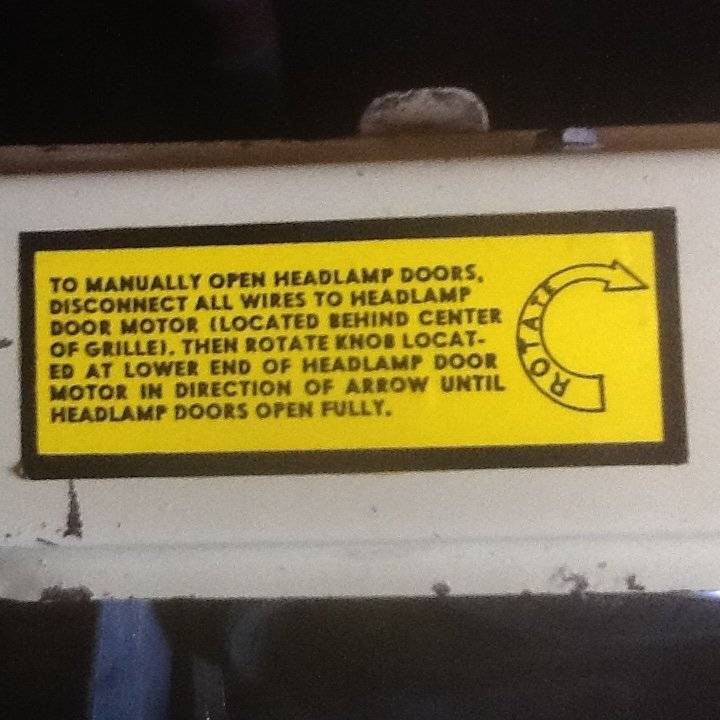 TO MANUALLY OPEN HEADLAMP DOORS,
DISCONNECT ALL WIRES TO HEADLAMP
DOOR MOTOR (LOCATED BEHIND CENTER
OF GRILLE). THEN ROTATE KNOB LOCAT-
ED AT LOWER END OF HEADLAMP DOOR
MOTOR IN DIRECTION OF ARROW UNTIL
HEADLAMP DOORS OPEN FULLY.
ROTATE